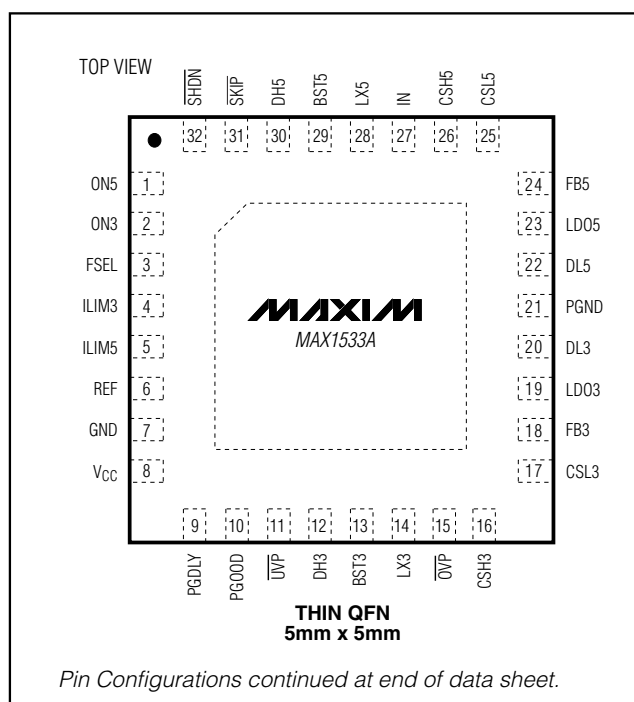 TOP VIEW
SHDN
SKIP
DH5
BST5
LX5
IN
CSH5
CSL5
32 31 30 29 28 27 26 25
ON5 1
ON3 2
FSEL 3
ILIM3 4
ILIM5 5
REF 6
GND 7
VCC 8
24 FB5
23 LDO5
22 DL5
21 PGND
20 DL3
19 LDO3
18 FB3
17 CSL3
MAXIM
MAX1533A
9 10 11 12 13 14 15 16
PGDLY
PGOOD
UVP
DH3
BST3
LX3
OVP
CSH3
THIN QFN
5mm x 5mm
Pin Configurations continued at end of data sheet.